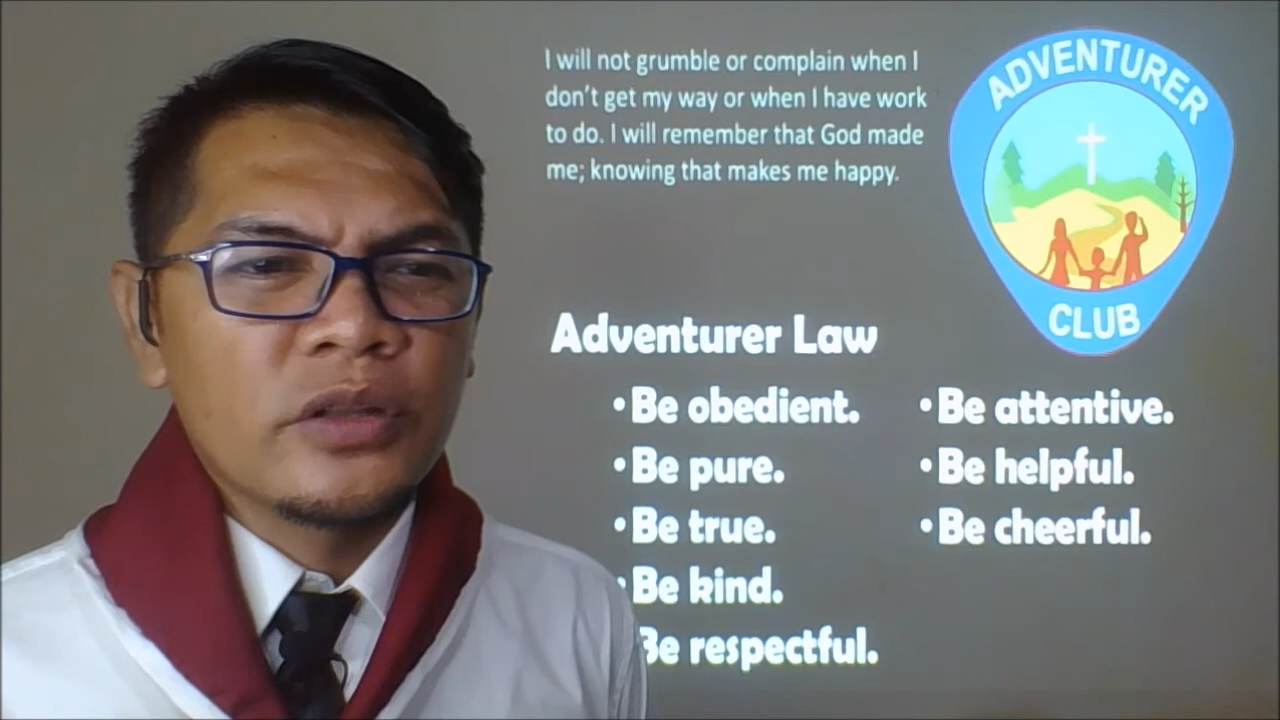 I will not grumble or complain when I
don't get my way or when I have work
to do. I will remember that God made
me; knowing that makes me happy.
ADVENTURER
CLUB
Adventurer Law
•Be obedient.
•Be pure.
•Be true.
•Be kind.
Be respectful.
•Be attentive.
•Be helpful.
•Be cheerful.